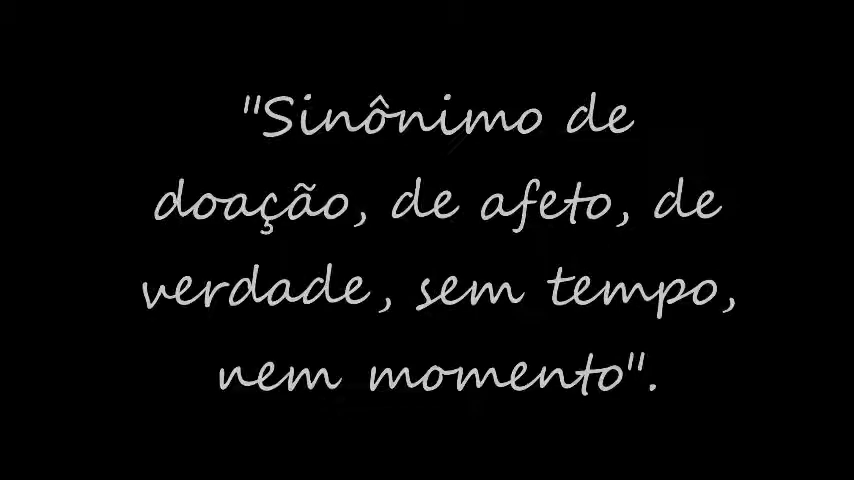 "Sinônimo de
doação, de afeto, de
verdade, sem tempo,
nem momento".